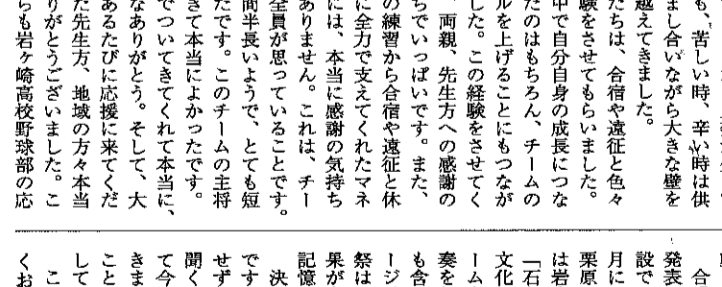 も、苦しい時、辛い時は供
まし合いながら大きな壁を
越えてきました。
たちは、合宿や遠征と色々
験をさせてもらいました。
中で自分自身の成長につな
たのはもちろん、チームの
ルを上げることにもつなが
した。この経験をさせてく
、両親、先生方への感謝の
ちでいっぱいです。また、
の練習から合宿や遠征と休
に全力で支えてくれたマネ
には、本当に感謝の気持ち
ありません。これは、チー
全員が思っていることです。
間半長いようで、とても短
たです。このチームの主将
きて本当によかったです。
でついてきてくれて本当に、
なありがとう。そして、大
あるたびに応援に来てくだ
た先生方、地域の方々本当
りがとうございました。こ
らも岩ヶ崎高校野球部の応
合
発表
設で
月に
栗原
は岩
「石
文化
ーム
奏を
も含
ージ
祭は
果が
記憶
決
です
せず
聞く
て今
きま
こと
して
こ
くお